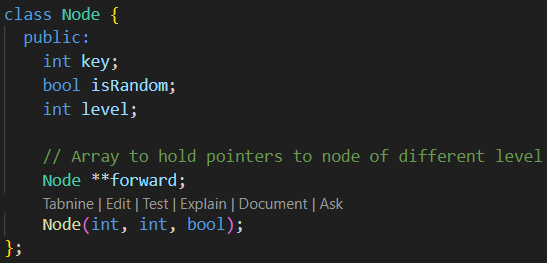 class Node {
public:
int key;
bool isRandom;
int level;
// Array to hold pointers to node of different level
Node **forward;
Tabnine | Edit | Test | Explain | Document | Ask
Node(int, int, bool);
};